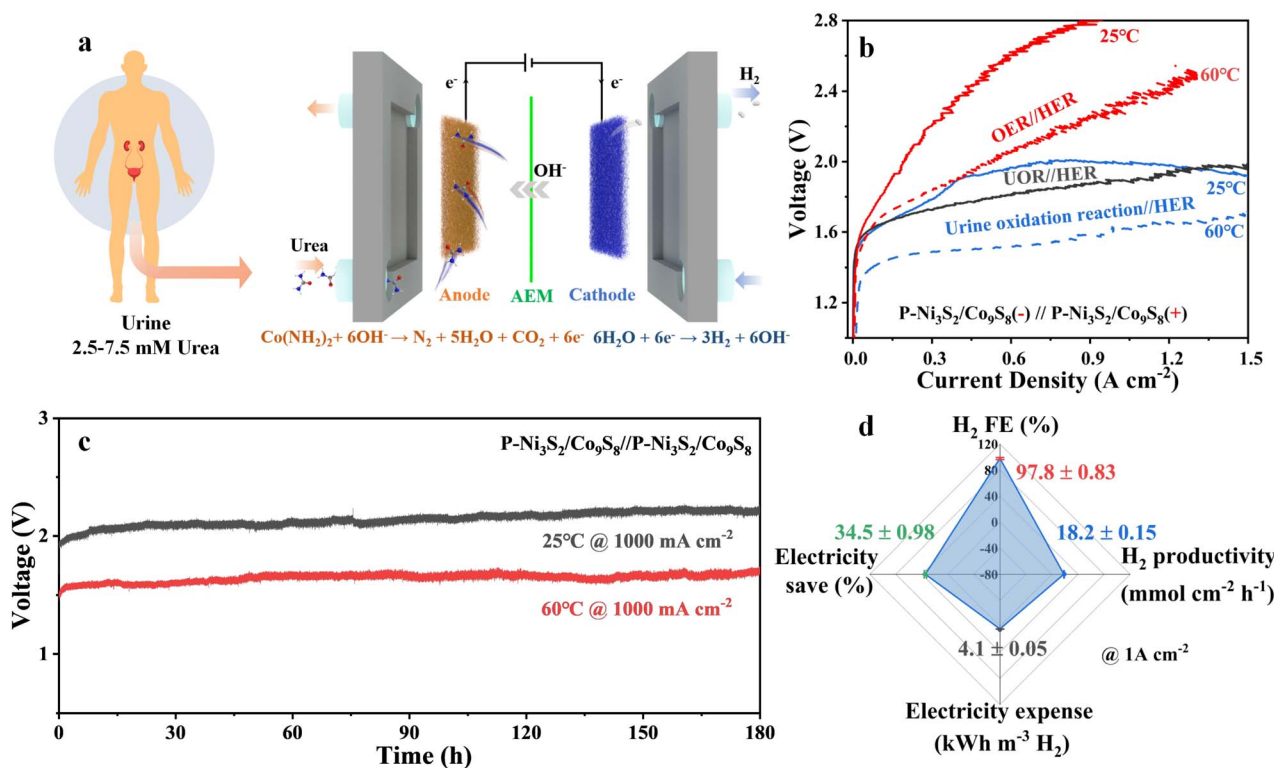 a
e⁻
e⁻
H₂
OH⁻
Urea
Anode
AEM
Cathode
Urine
2.5-7.5 mM Urea
Co(NH₂)₂+ 6OH⁻ → N₂ + 5H₂O + CO₂ + 6e⁻
6H₂O + 6e⁻ → 3H₂ + 6OH⁻
b
Voltage (V)
2.8
2.4
2.0
1.6
1.2
25℃
60℃
OER//HER
UOR//HER
25℃
Urine oxidation reaction//HER
60℃
P-Ni₃S₂/Co₉S₈(-) // P-Ni₃S₂/Co₉S₈(+)
0.0 0.3 0.6 0.9 1.2 1.5
Current Density (A cm⁻²)
c
Voltage (V)
3
2
1
P-Ni₃S₂/Co₉S₈//P-Ni₃S₂/Co₉S₈
25℃ @ 1000 mA cm⁻²
60℃ @ 1000 mA cm⁻²
0 30 60 90 120 150 180
Time (h)
d
H₂ FE (%)
120
80
40
0
-40
-80
97.8 ± 0.83
34.5 ± 0.98
18.2 ± 0.15
Electricity
save (%)
H₂ productivity
(mmol cm⁻² h⁻¹)
4.1 ± 0.05
@ 1A cm⁻²
Electricity expense
(kWh m⁻³ H₂)